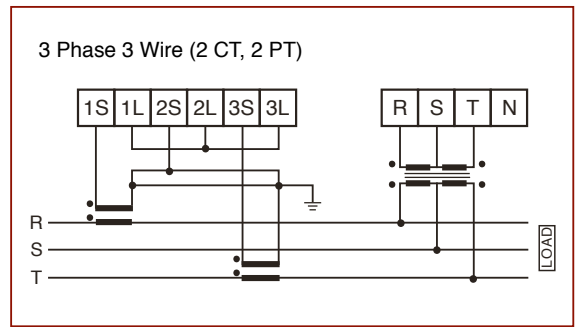 3 Phase 3 Wire (2 CT, 2 PT)
1S 1L 2S 2L 3S 3L
R S T N
R
S
T
LOAD